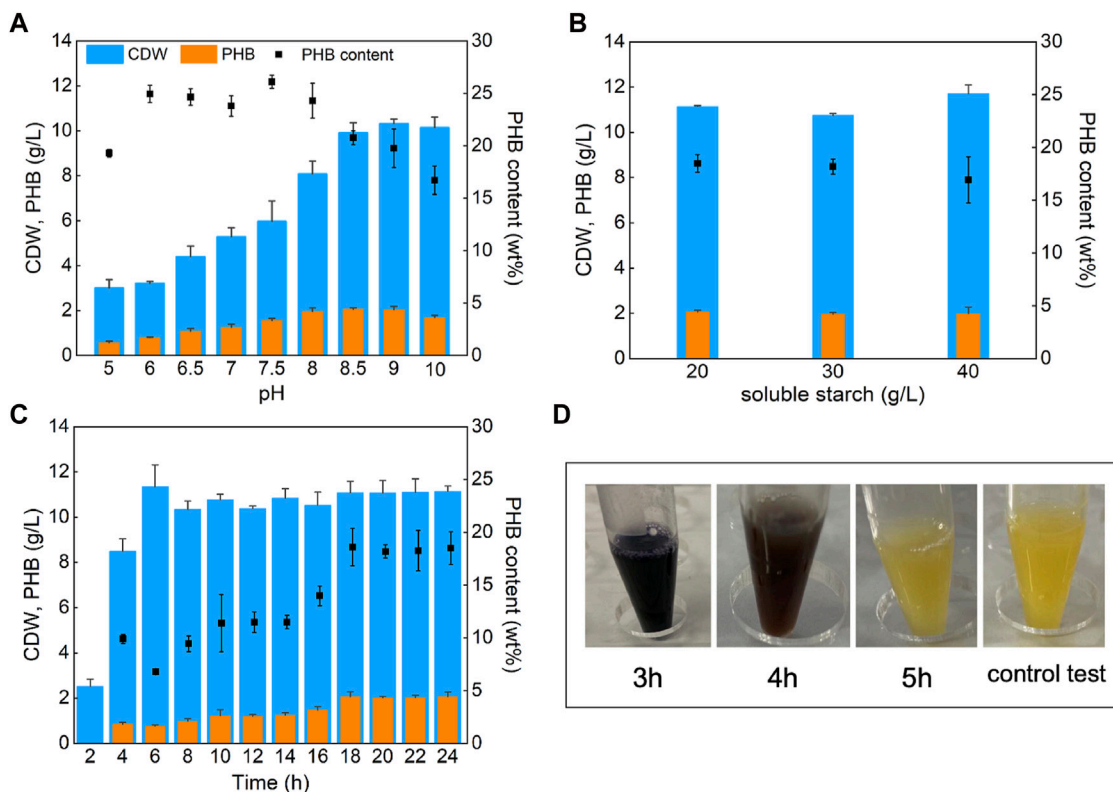 A
CDW PHB PHB content
CDW, PHB (g/L)
14
12
10
8
6
4
2
0
30
25
20
15
10
5
0
PHB content (wt%)
5 6 6.5 7 7.5 8 8.5 9 10
pH
B
CDW, PHB (g/L)
14
12
10
8
6
4
2
0
30
25
20
15
10
5
0
PHB content (wt%)
20 30 40
soluble starch (g/L)
C
CDW, PHB (g/L)
14
12
10
8
6
4
2
0
30
25
20
15
10
5
0
PHB content (wt%)
2 4 6 8 10 12 14 16 18 20 22 24
Time (h)
D
3h 4h 5h control test